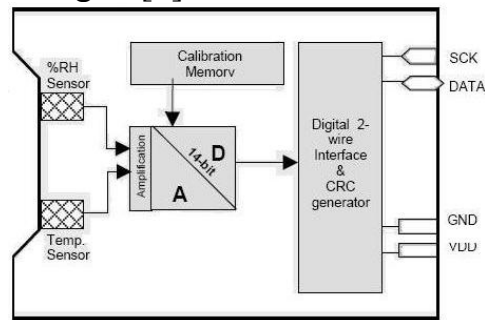 Calibration
Memory
%RH
Sensor
Amplification
14-bit
D
A
Temp.
Sensor
Digital 2-
wire
Interface
&
CRC
generator
SCK
DATA
GND
VDD